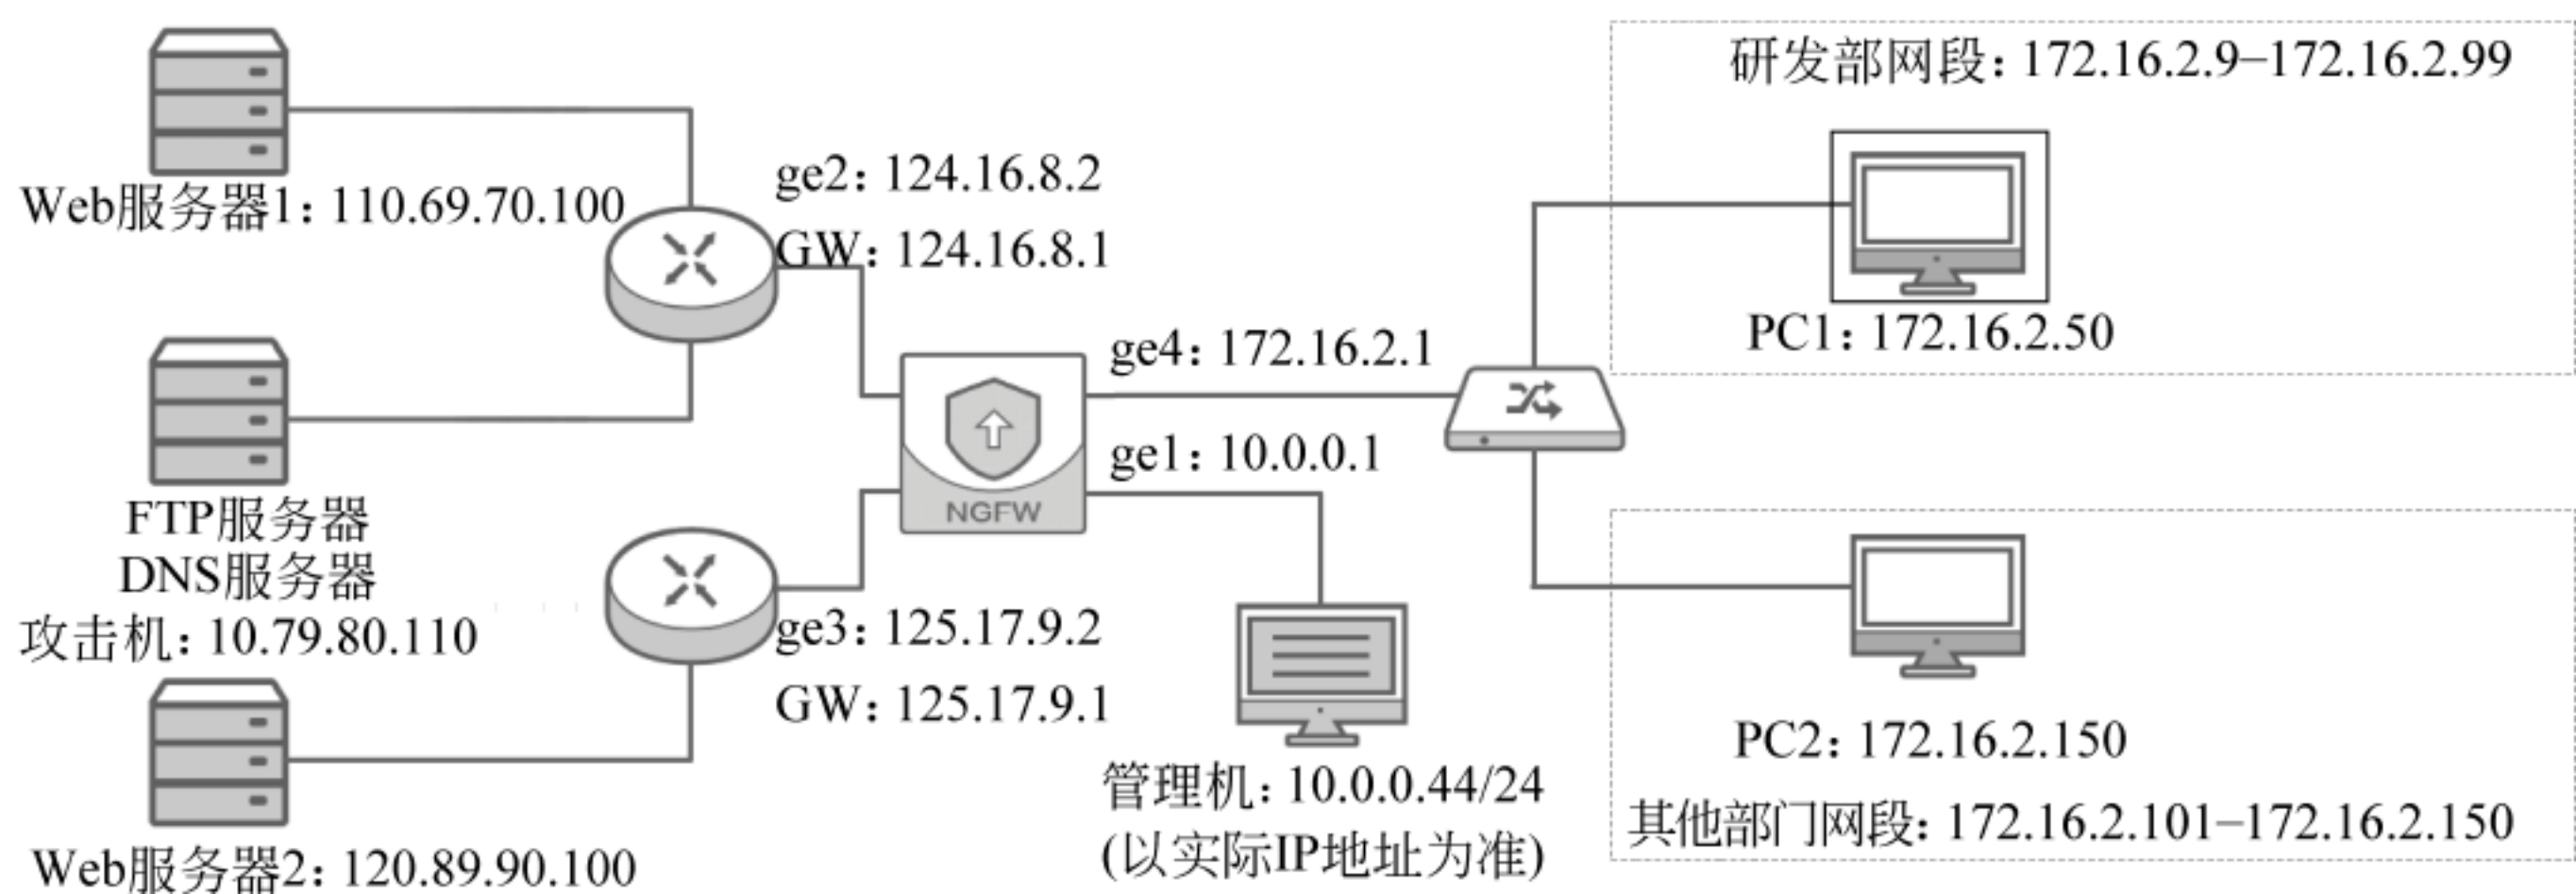 Web服务器1：110.69.70.100
FTP服务器
DNS服务器
攻击机：10.79.80.110
Web服务器2：120.89.90.100
ge2：124.16.8.2
GW：124.16.8.1
ge3：125.17.9.2
GW：125.17.9.1
NGFW
ge4：172.16.2.1
ge1：10.0.0.1
管理机：10.0.0.44/24
(以实际IP地址为准)
研发部网段：172.16.2.9−172.16.2.99
PC1：172.16.2.50
PC2：172.16.2.150
其他部门网段：172.16.2.101−172.16.2.150